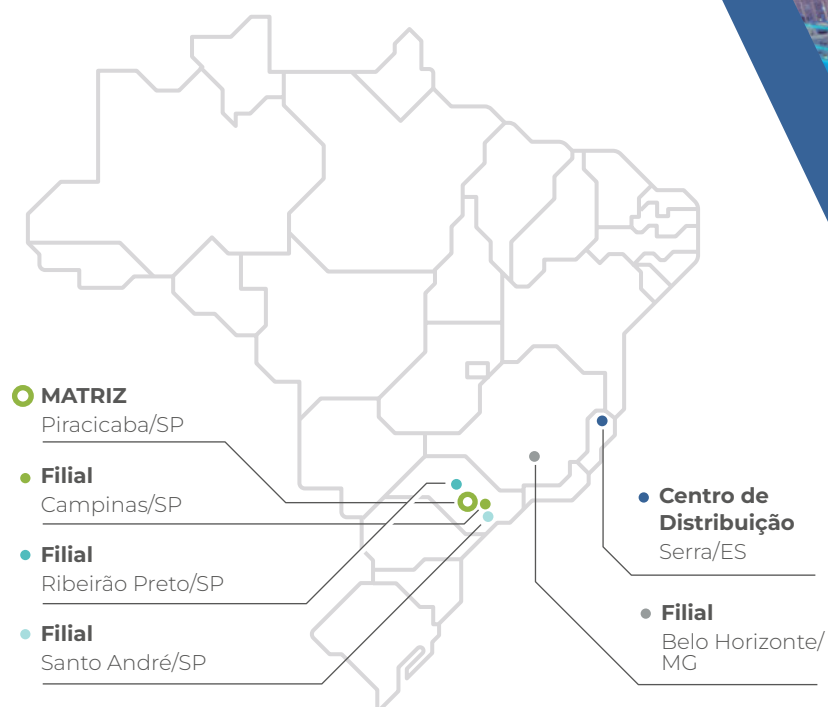 MATRIZ
Piracicaba/SP
Filial
Campinas/SP
Filial
Ribeirão Preto/SP
Filial
Santo André/SP
Centro de
Distribuição
Serra/ES
Filial
Belo Horizonte/
MG